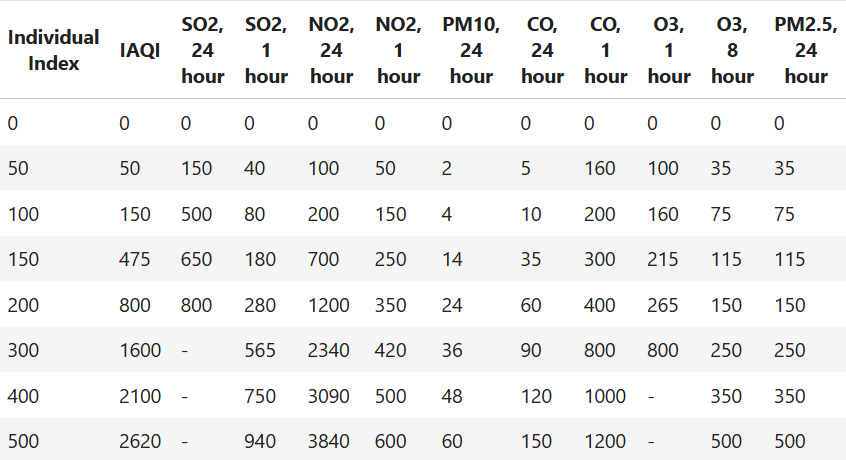 Individual Index IAQI SO2, 24 hour SO2, 1 hour NO2, 24 hour NO2, 1 hour PM10, 24 hour CO, 24 hour CO, 1 hour O3, 1 hour O3, 8 hour PM2.5, 24 hour
0 0 0 0 0 0 0 0 0 0 0 0
50 50 150 40 100 50 2 5 160 100 35 35
100 150 500 80 200 150 4 10 200 160 75 75
150 475 650 180 700 250 14 35 300 215 115 115
200 800 800 280 1200 350 24 60 400 265 150 150
300 1600 - 565 2340 420 36 90 800 800 250 250
400 2100 - 750 3090 500 48 120 1000 - 350 350
500 2620 - 940 3840 600 60 150 1200 - 500 500